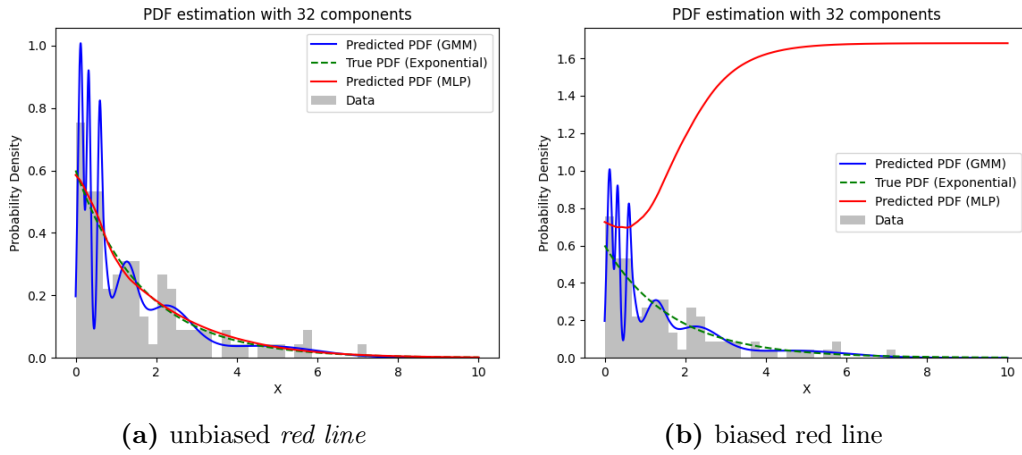 PDF estimation with 32 components
Probability Density
1.0
0.8
0.6
0.4
0.2
0.0
Predicted PDF (GMM)
True PDF (Exponential)
Predicted PDF (MLP)
Data
0 2 4 6 8 10
X
(a) unbiased red line
PDF estimation with 32 components
Probability Density
1.6
1.4
1.2
1.0
0.8
0.6
0.4
0.2
0.0
Predicted PDF (GMM)
True PDF (Exponential)
Predicted PDF (MLP)
Data
0 2 4 6 8 10
X
(b) biased red line